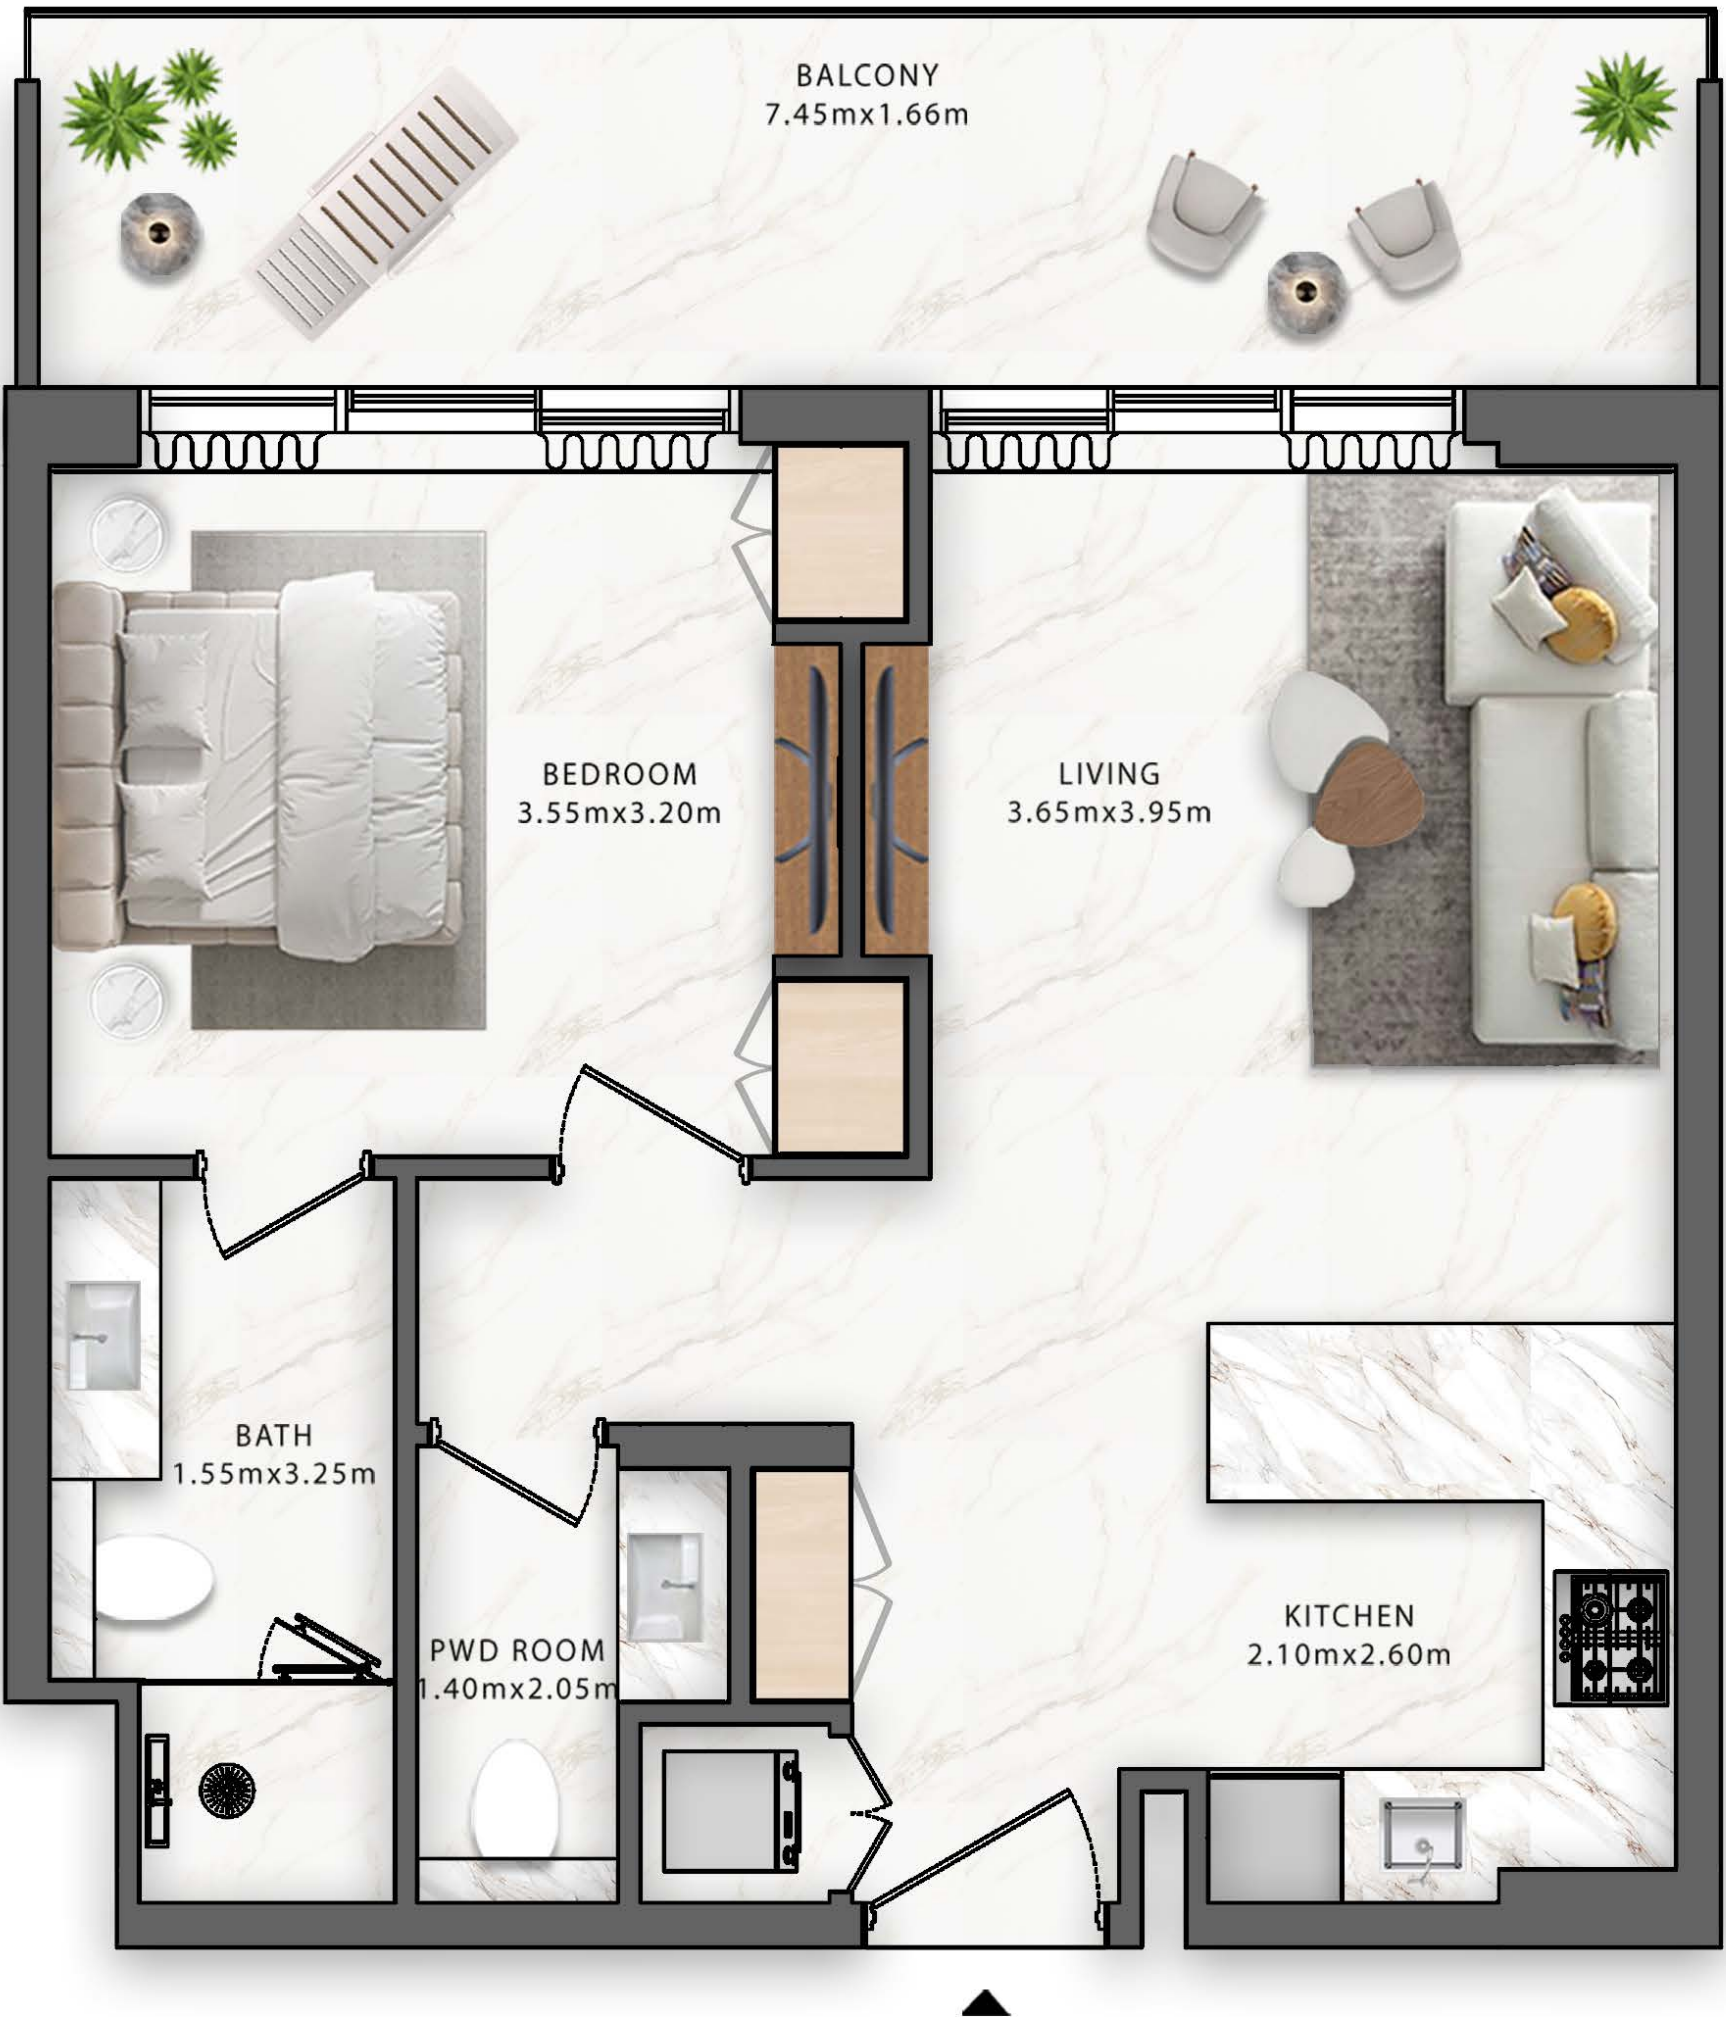 BALCONY
7.45mx1.66m
BEDROOM
3.55mx3.20m
LIVING
3.65mx3.95m
BATH
1.55mx3.25m
KITCHEN
2.10mx2.60m
PWD ROOM
1.40mx2.05m